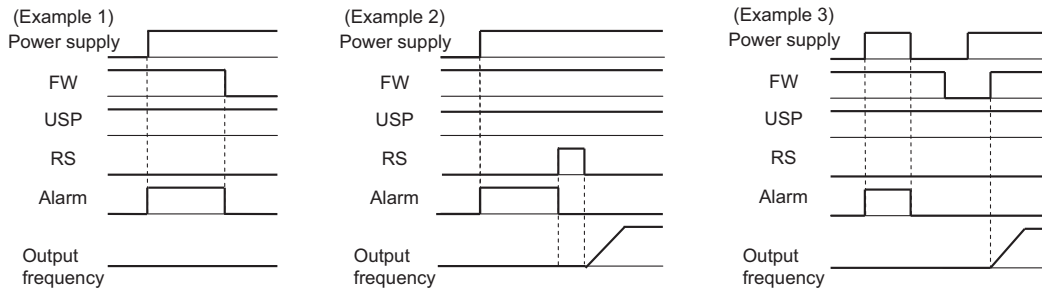 (Example 1)
Power supply
FW
USP
RS
Alarm
Output
frequency
(Example 2)
Power supply
FW
USP
RS
Alarm
Output
frequency
(Example 3)
Power supply
FW
USP
RS
Alarm
Output
frequency